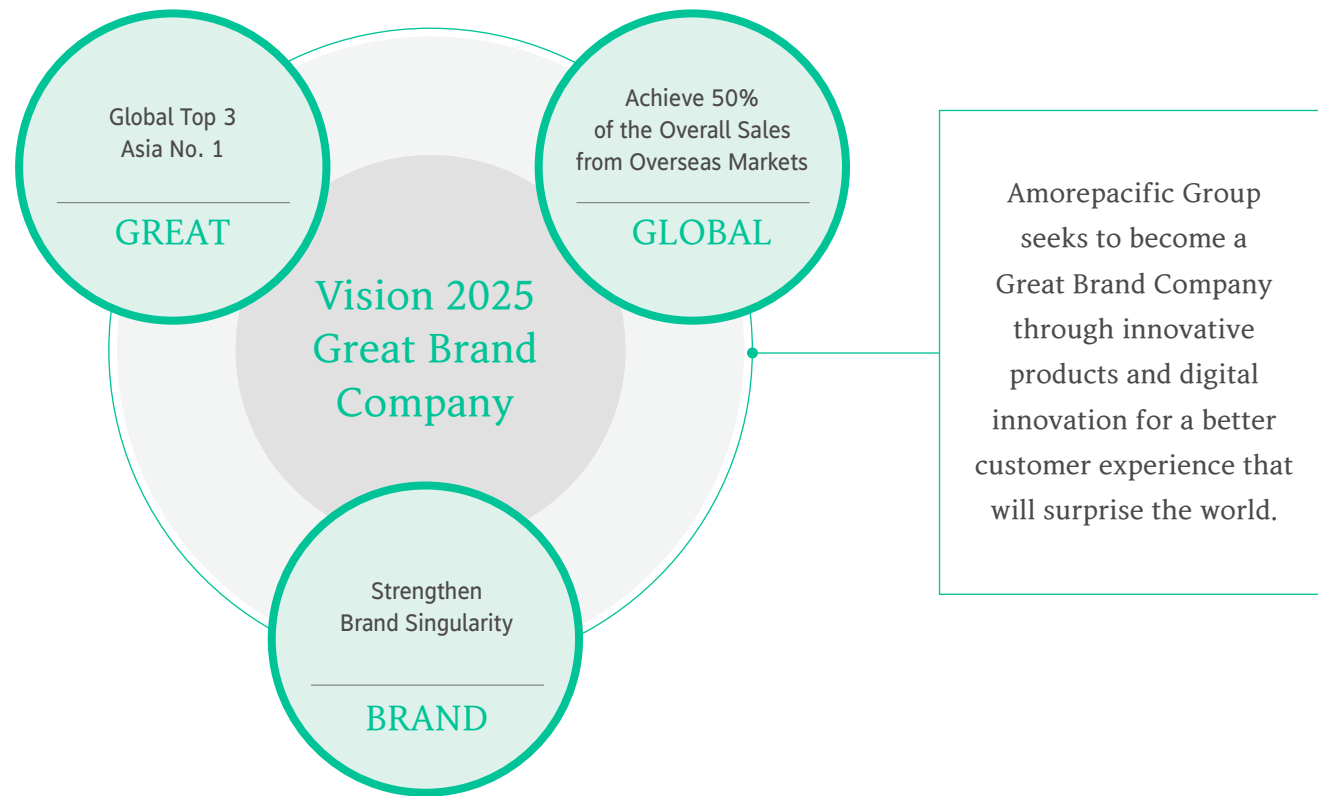 Global Top 3
Asia No. 1
GREAT
Achieve 50%
of the Overall Sales
from Overseas Markets
GLOBAL
Vision 2025
Great Brand
Company
Strengthen
Brand Singularity
BRAND
Amorepacific Group
seeks to become a
Great Brand Company
through innovative
products and digital
innovation for a better
customer experience that
will surprise the world.